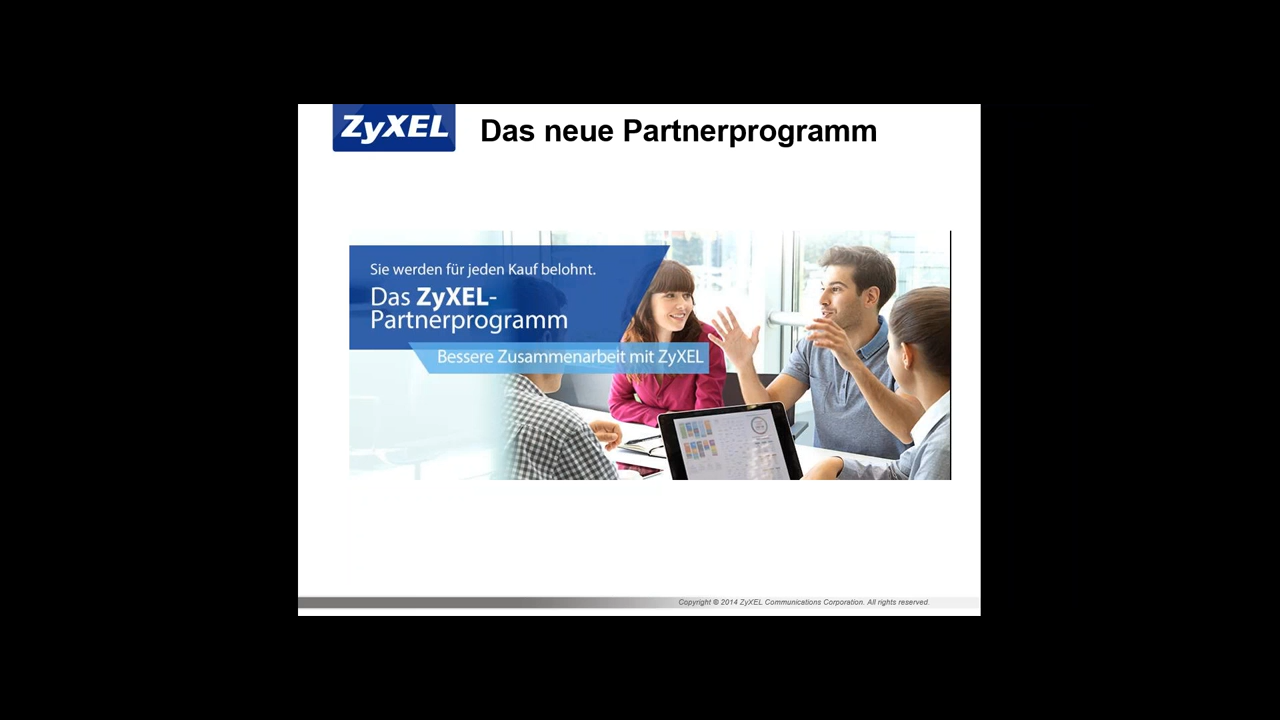 ZyXEL
Das neue Partnerprogramm
Sie werden für jeden Kauf belohnt.
Das ZyXEL-
Partnerprogramm
Bessere Zusammenarbeit mit ZyXEL
Copyright © 2014 ZyXEL Communications Corporation. All rights reserved.